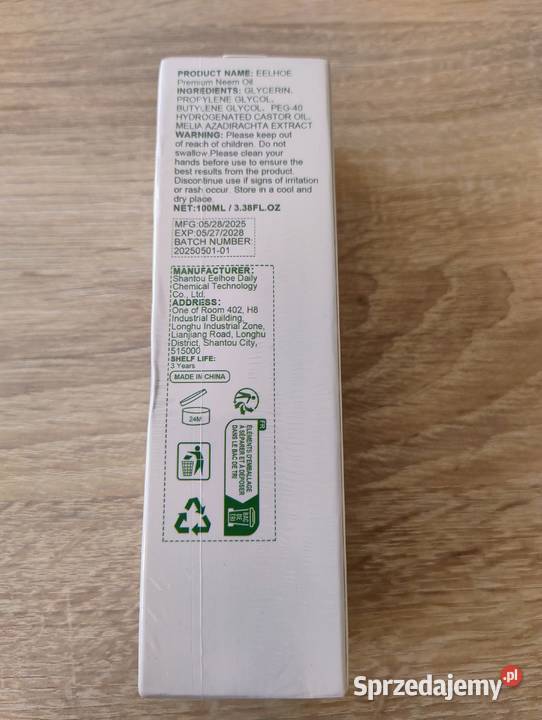 PRODUCT NAME: EELHOE
Premium Neem Oil
INGREDIENTS: GLYCERIN,
PROPYLENE GLYCOL,
BUTYLENE GLYCOL, PEG-40
HYDROGENATED CASTOR OIL,
MELIA AZADIRACHTA EXTRACT
WARNING: Please keep out
of reach of children. Do not
swallow.Please clean your
hands before use to ensure the
best results from the product.
Discontinue use if signs of irritation
or rash occur. Store in a cool and
dry place.
NET:100ML / 3.38FL.OZ
MFG:05/28/2025
EXP:05/27/2028
BATCH NUMBER:
20250501-01
MANUFACTURER:
Shantou Eelhoe Daily
Chemical Technology
Co., Ltd.
ADDRESS:
One of Room 402, H8
Industrial Building,
Longhu Industrial Zone,
Lianjiang Road, Longhu
District, Shantou City,
515000
SHELF LIFE:
3 Years
MADE IN CHINA
24M
FR
ÉLÉMENTS D'EMBALLAGE
À SÉPARER ET À DÉPOSER
DANS LE BAC DE TRI
BAC
DE
TRI
Sprzedajemy.pl